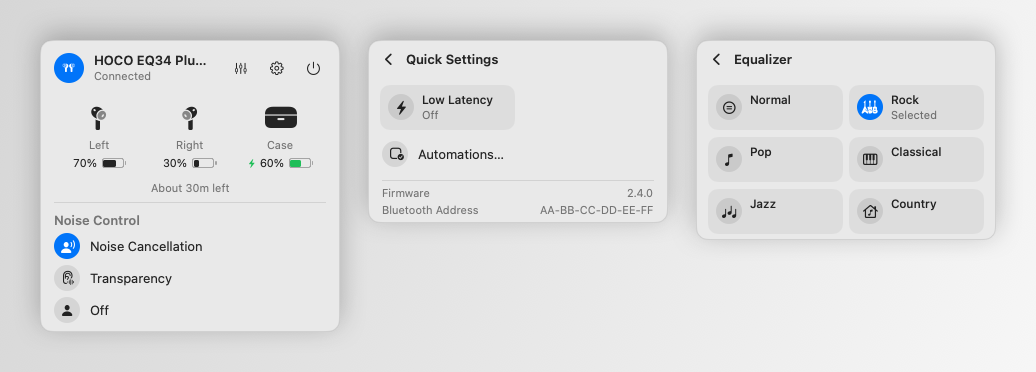 HOCO EQ34 Plu...
Connected
Left
Right
Case
70%
30%
60%
About 30m left
Noise Control
Noise Cancellation
Transparency
Off
Quick Settings
Low Latency
Off
Automations...
Firmware 2.4.0
Bluetooth Address AA-BB-CC-DD-EE-FF
Equalizer
Normal
Rock
Selected
Pop
Classical
Jazz
Country